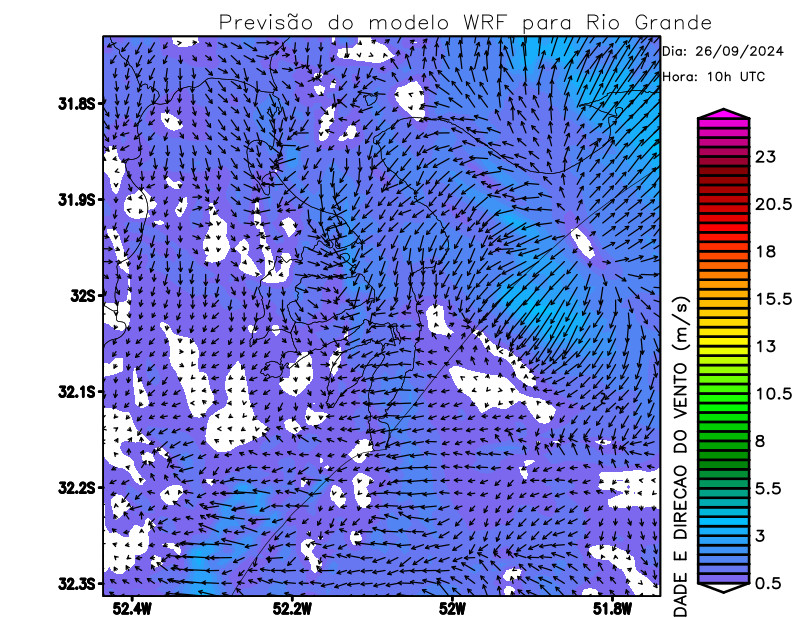 Previsão do modelo WRF para Rio Grande
Dia: 26/09/2024
Hora: 10h UTC
31.8S
31.9S
32S
32.1S
32.2S
32.3S
52.4W
52.2W
52W
51.8W
DADE E DIRECAO DO VENTO (m/s)
23
20.5
18
15.5
13
10.5
8
5.5
3
0.5